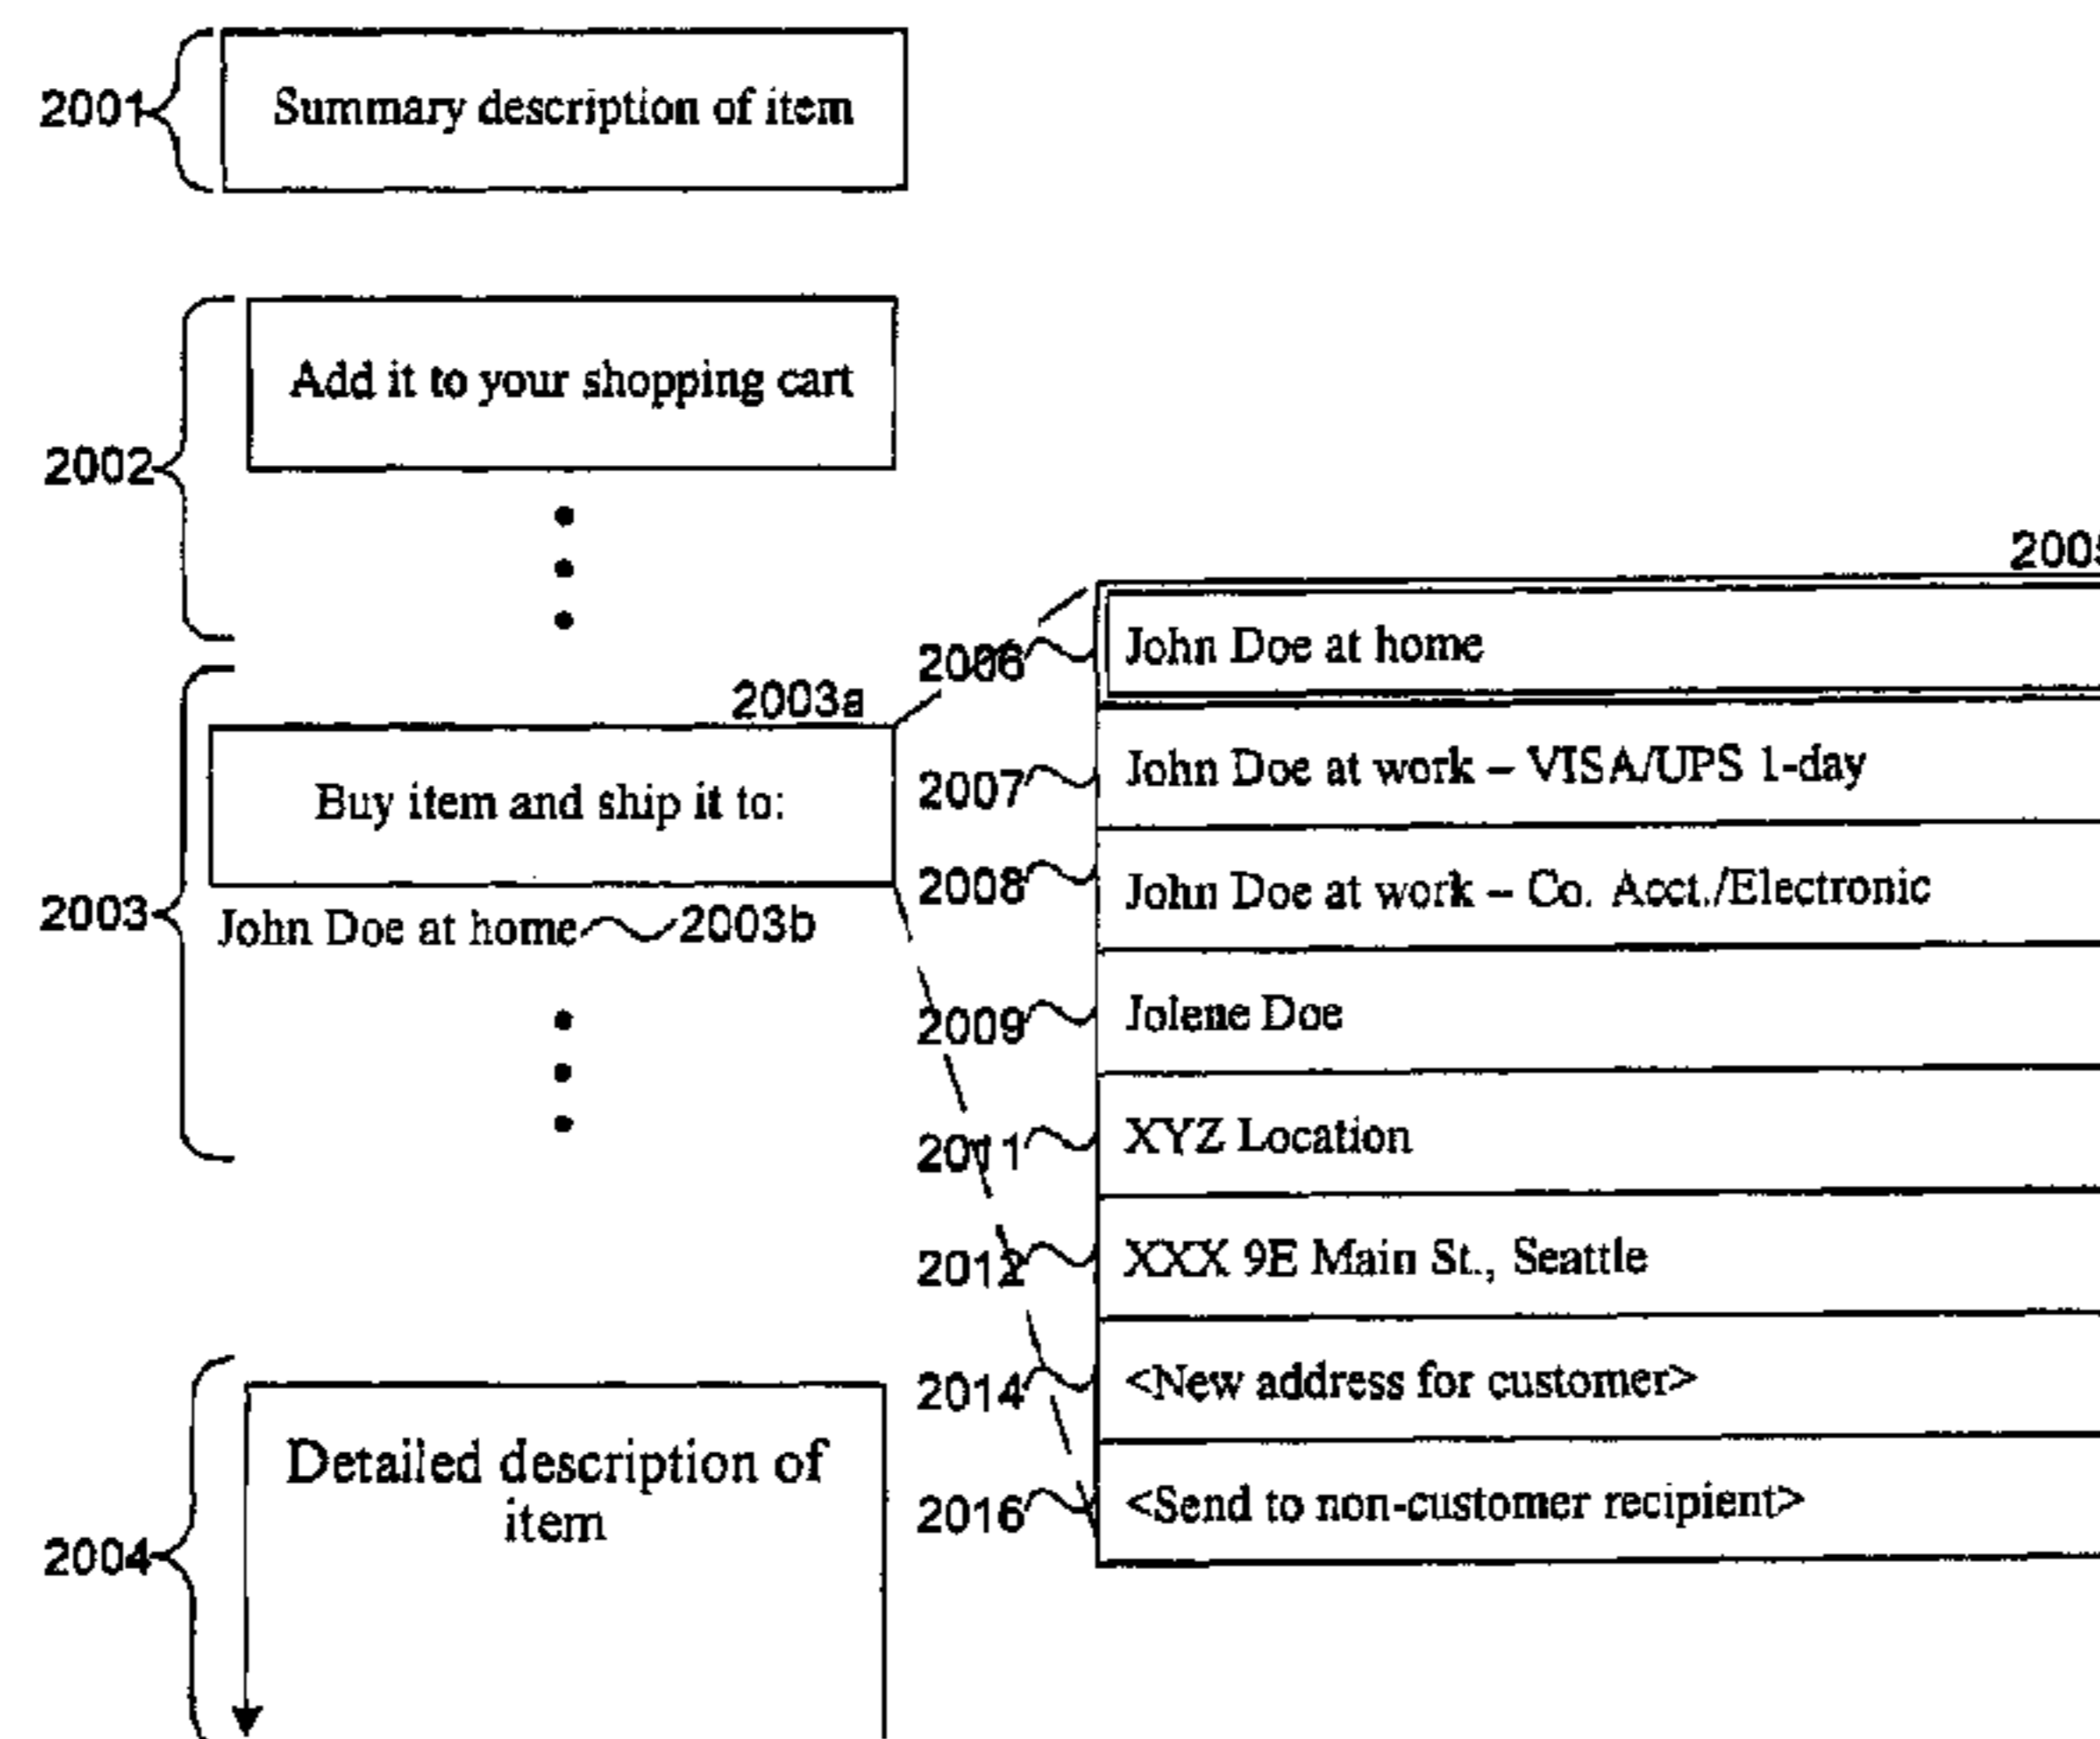 2001
Summary description of item
2002
Add it to your shopping cart
2003
2003a
Buy item and ship it to:
John Doe at home
2003b
2004
Detailed description of
item
2006
John Doe at home
2007
John Doe at work – VISA/UPS 1-day
2008
John Doe at work – Co. Acct./Electronic
2009
Jolene Doe
2011
XYZ Location
2012
XXX 9E Main St., Seattle
2014
<New address for customer>
2016
<Send to non-customer recipient>